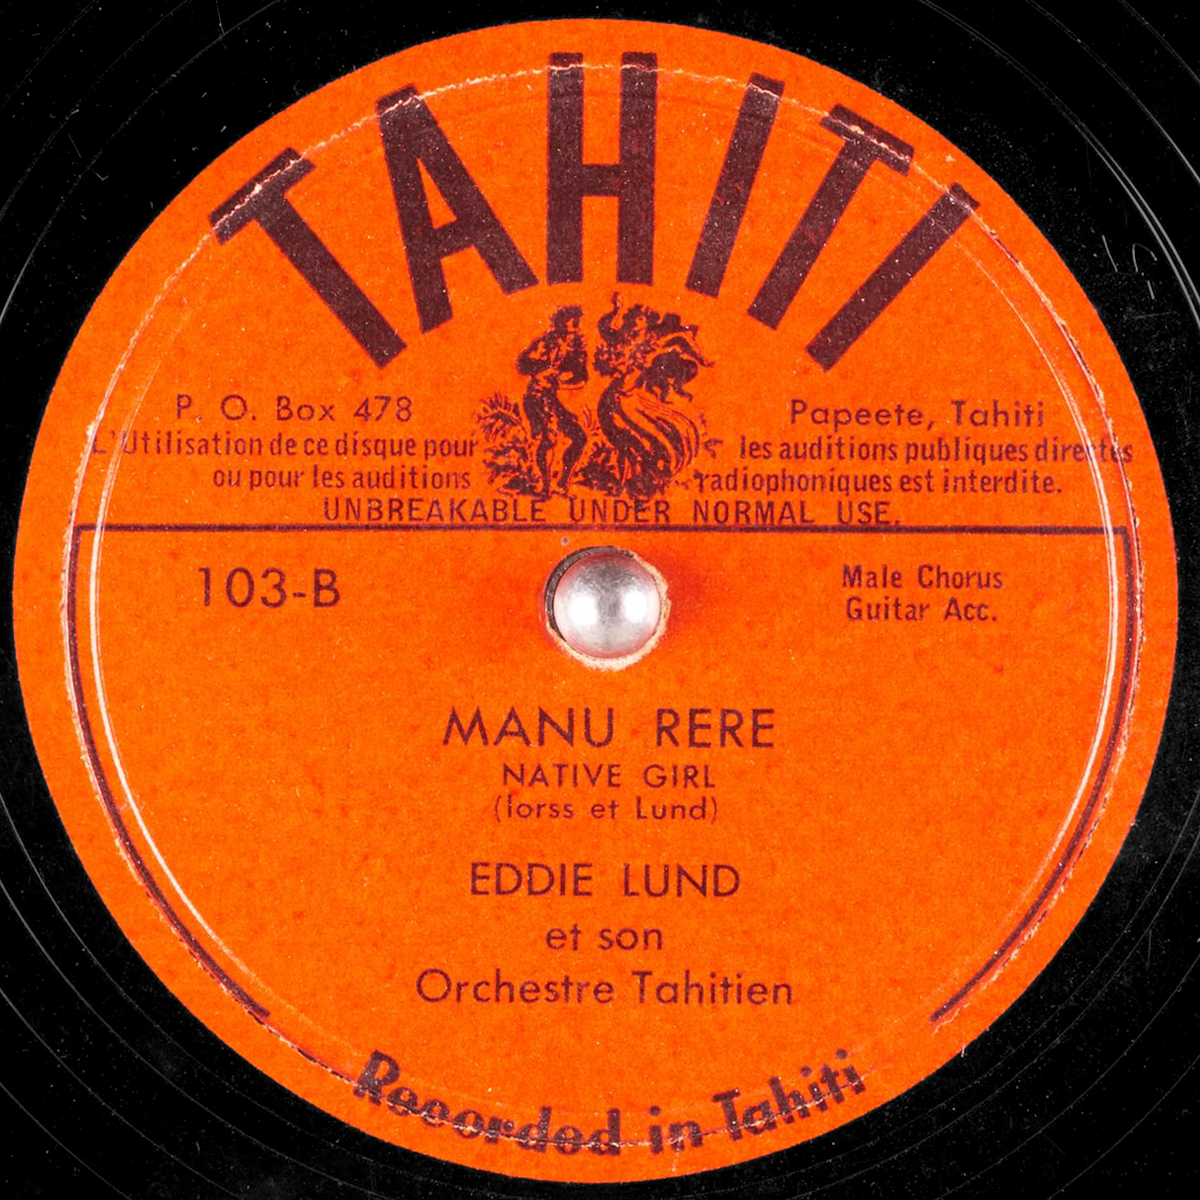 TAHITI
P. O. Box 478 Papeete, Tahiti
L'Utilisation de ce disque pour les auditions publiques directes
ou pour les auditions radiophoniques est interdite.
UNBREAKABLE UNDER NORMAL USE.
103-B
Male Chorus
Guitar Acc.
MANU RERE
NATIVE GIRL
(Iorss et Lund)
EDDIE LUND
et son
Orchestre Tahitien
Recorded in Tahiti